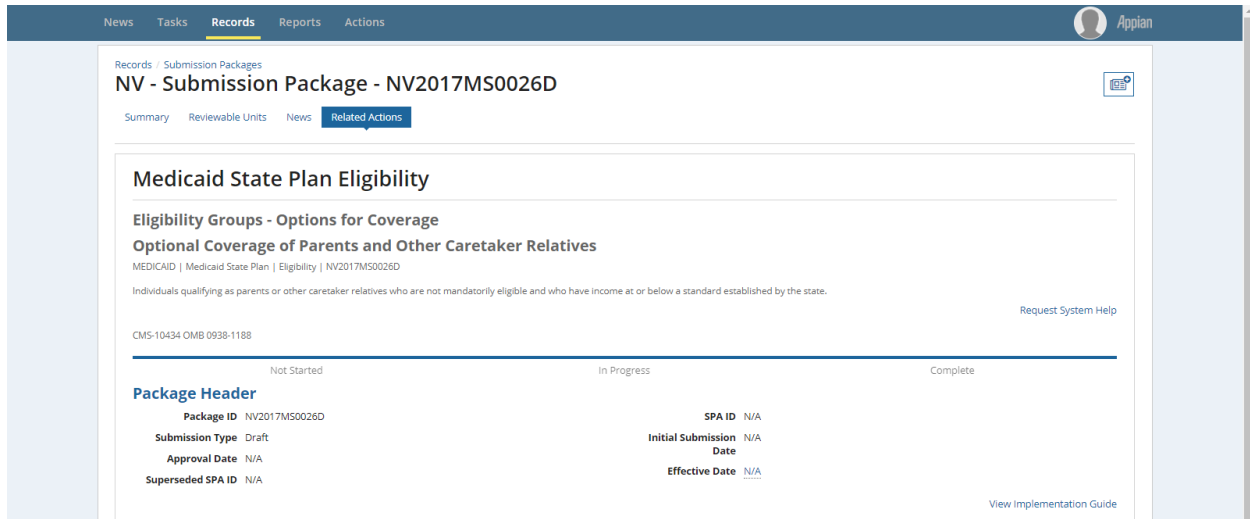 News Tasks Records Reports Actions Appian
Records / Submission Packages
NV - Submission Package - NV2017MS0026D
Summary Reviewable Units News Related Actions
Medicaid State Plan Eligibility
Eligibility Groups - Options for Coverage
Optional Coverage of Parents and Other Caretaker Relatives
MEDICAID | Medicaid State Plan | Eligibility | NV2017MS0026D
Individuals qualifying as parents or other caretaker relatives who are not mandatorily eligible and who have income at or below a standard established by the state.
Request System Help
CMS-10434 OMB 0938-1188
Not Started In Progress Complete
Package Header
Package ID NV2017MS0026D SPA ID N/A
Submission Type Draft Initial Submission N/A
Date
Approval Date N/A
Effective Date N/A
Superseded SPA ID N/A
View Implementation Guide